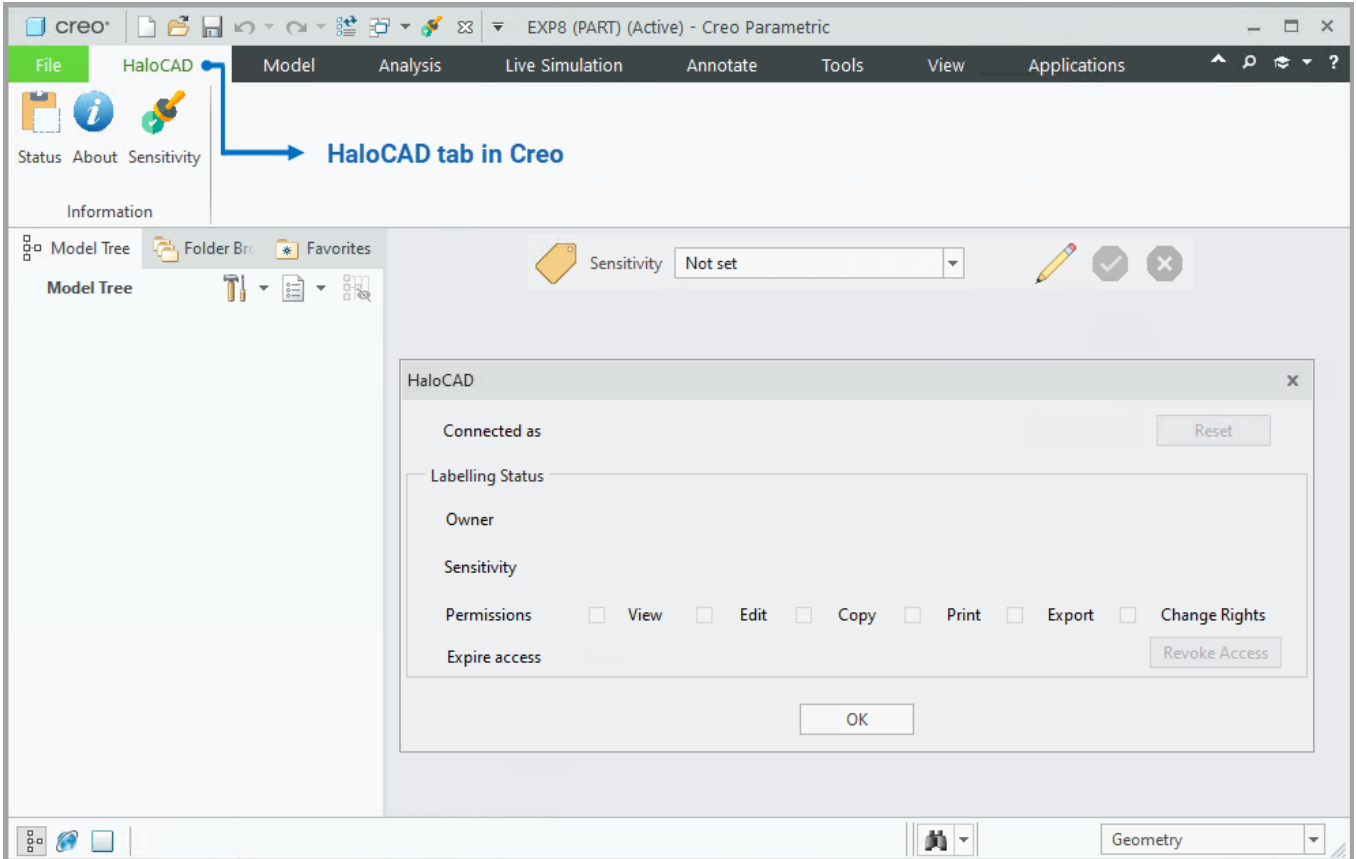 creo® EXP8 (PART) (Active) - Creo Parametric
File HaloCAD Model Analysis Live Simulation Annotate Tools View Applications ?
Status About Sensitivity
HaloCAD tab in Creo
Information
Model Tree Folder Br Favorites
Sensitivity Not set
Model Tree
HaloCAD
Connected as Reset
Labelling Status
Owner
Sensitivity
Permissions View Edit Copy Print Export Change Rights
Expire access Revoke Access
OK
Geometry